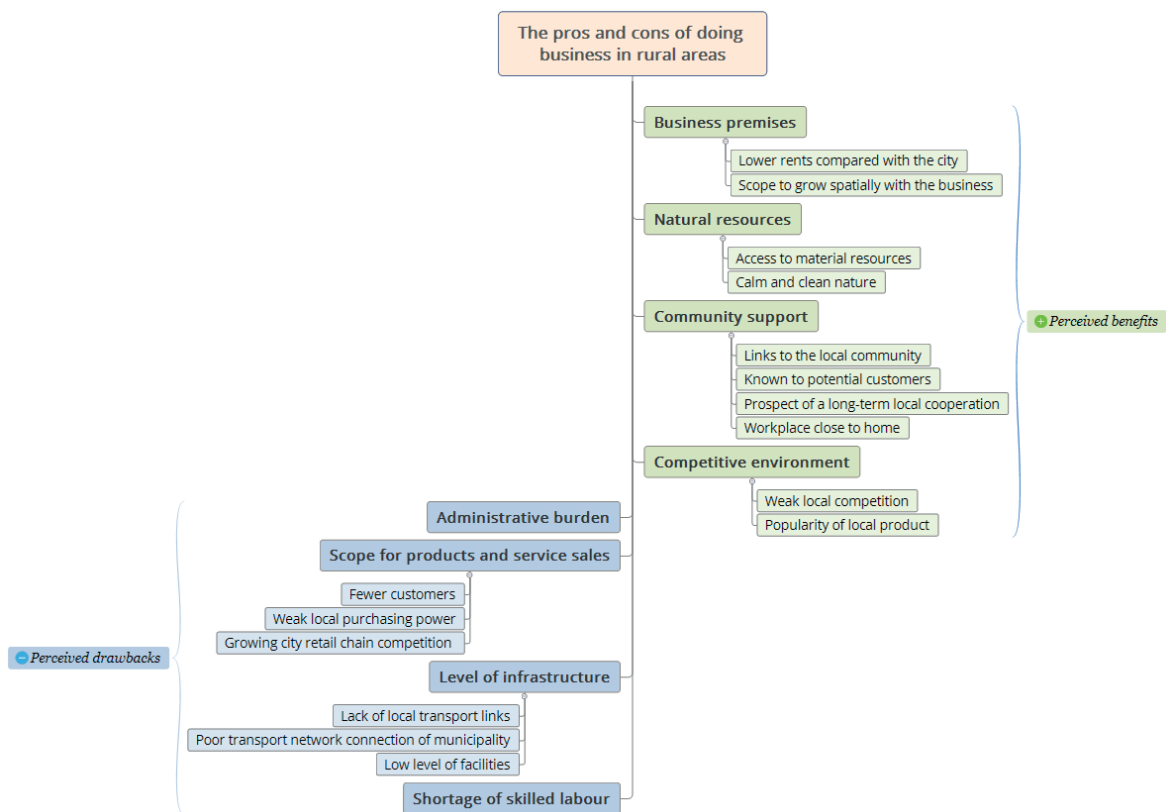 The pros and cons of doing
business in rural areas
Business premises
Lower rents compared with the city
Scope to grow spatially with the business
Natural resources
Access to material resources
Calm and clean nature
Community support
Links to the local community
Known to potential customers
Prospect of a long-term local cooperation
Workplace close to home
Competitive environment
Weak local competition
Popularity of local product
Perceived benefits
Administrative burden
Scope for products and service sales
Fewer customers
Weak local purchasing power
Growing city retail chain competition
Level of infrastructure
Lack of local transport links
Poor transport network connection of municipality
Low level of facilities
Shortage of skilled labour
Perceived drawbacks